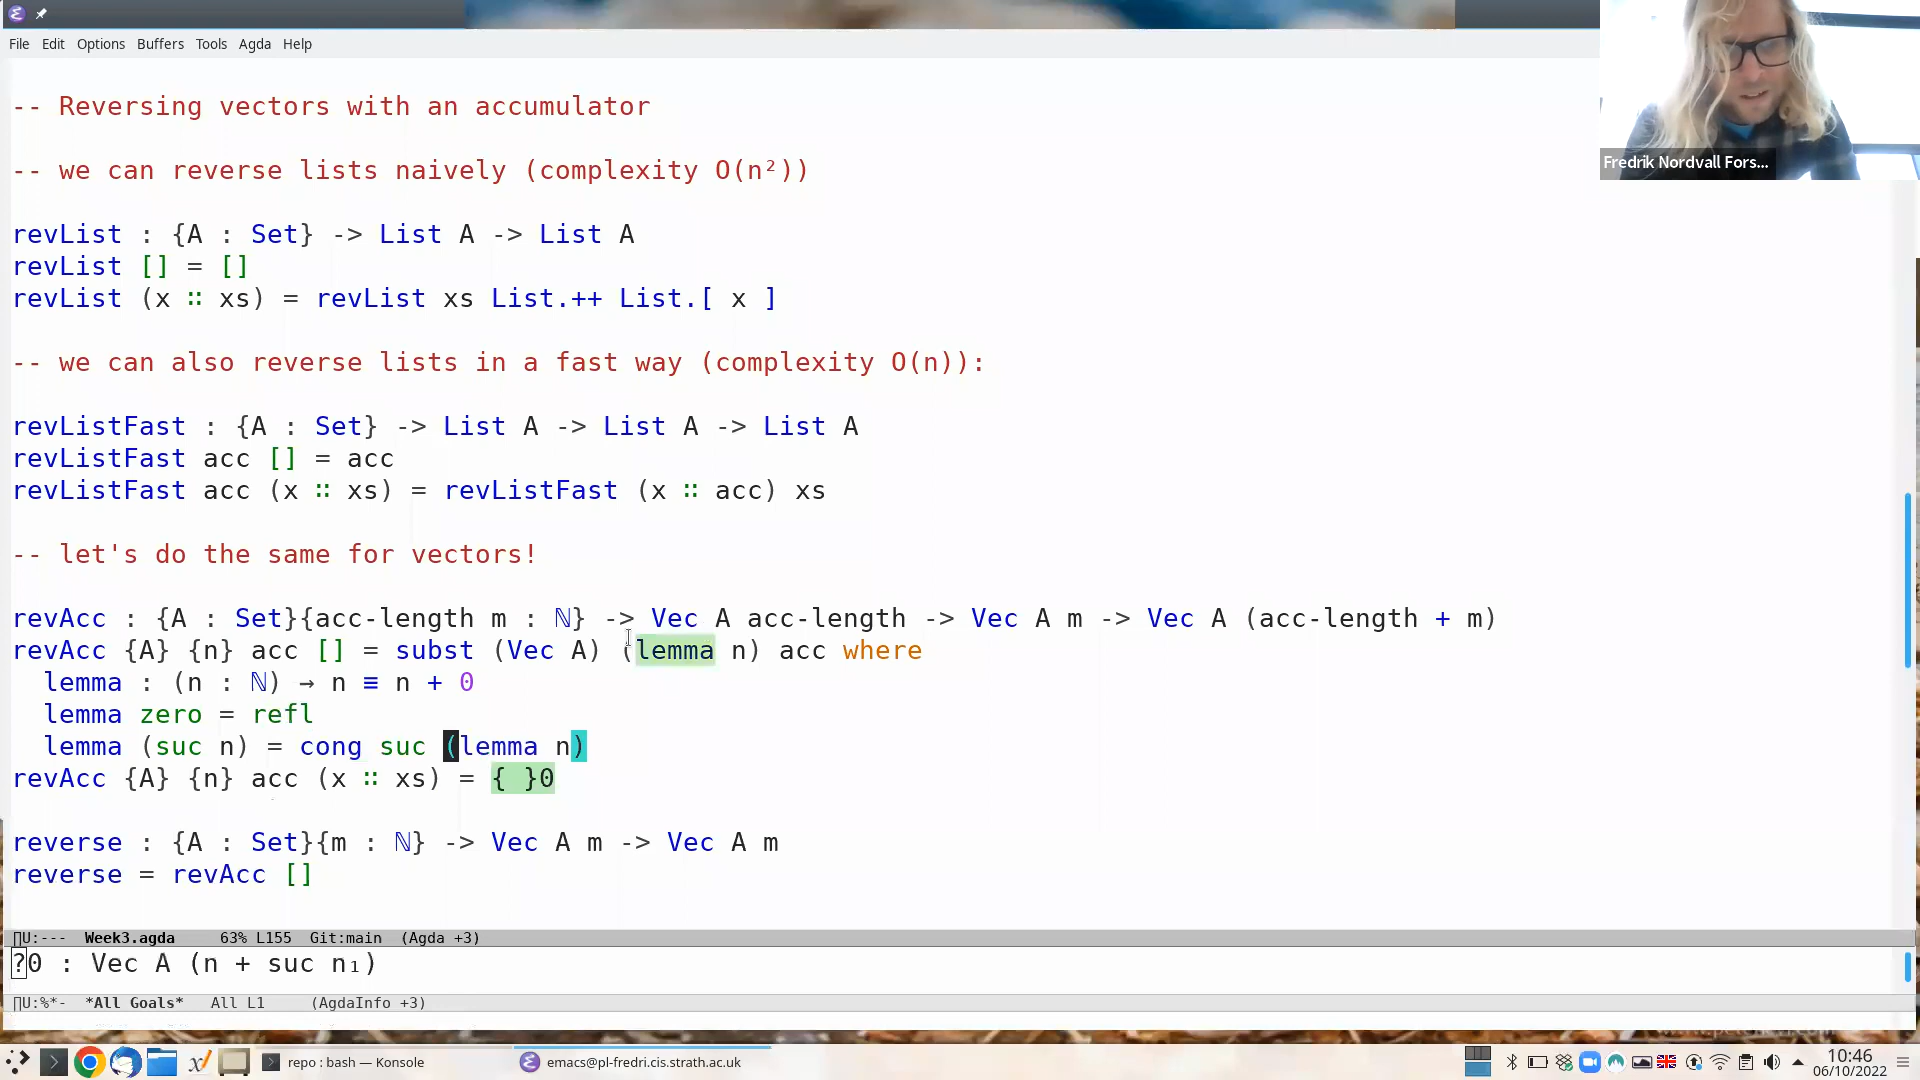 File Edit Options Buffers Tools Agda Help
-- Reversing vectors with an accumulator
-- we can reverse lists naively (complexity O(n²))
revList : {A : Set} -> List A -> List A
revList [] = []
revList (x ∷ xs) = revList xs List.++ List.[ x ]
-- we can also reverse lists in a fast way (complexity O(n)):
revListFast : {A : Set} -> List A -> List A -> List A
revListFast acc [] = acc
revListFast acc (x ∷ xs) = revListFast (x ∷ acc) xs
-- let's do the same for vectors!
revAcc : {A : Set}{acc-length m : ℕ} -> Vec A acc-length -> Vec A m -> Vec A (acc-length + m)
revAcc {A} {n} acc [] = subst (Vec A) (lemma n) acc where
lemma : (n : ℕ) → n ≡ n + 0
lemma zero = refl
lemma (suc n) = cong suc (lemma n)
revAcc {A} {n} acc (x ∷ xs) = { }0
reverse : {A : Set}{m : ℕ} -> Vec A m -> Vec A m
reverse = revAcc []
U:--- Week3.agda 63% L155 Git:main (Agda +3)
?0 : Vec A (n + suc n₁)
U:%*- *All Goals* All L1 (AgdaInfo +3)
Fredrik Nordvall Fors...
repo : bash — Konsole
emacs@pl-fredri.cis.strath.ac.uk
10:46
06/10/2022